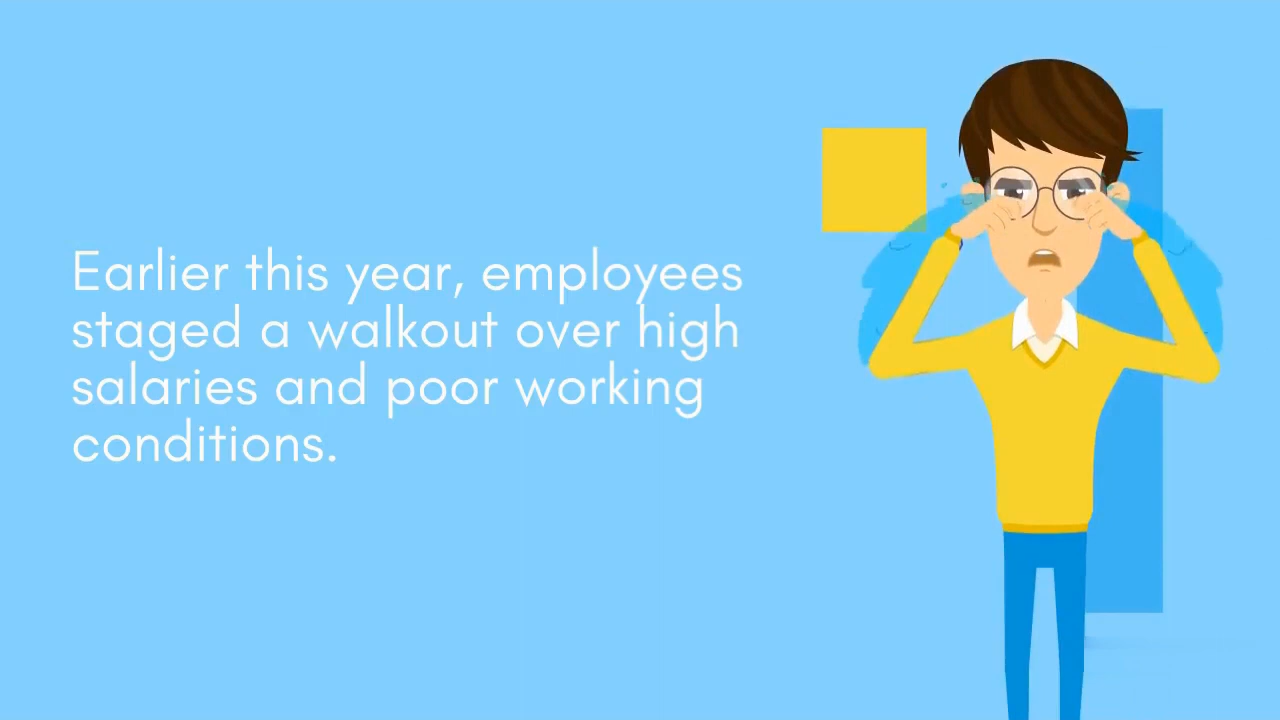 Earlier this year, employees
staged a walkout over high
salaries and poor working
conditions.